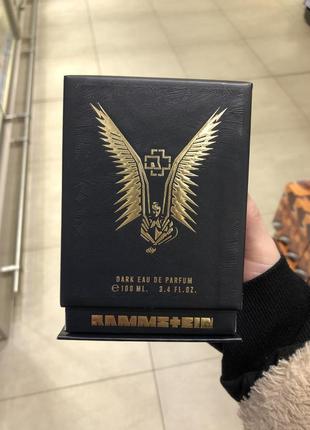 DARK EAU DE PARFUM
℮ 100 ML. 3.4 FL.OZ.
RAMMSTEIN